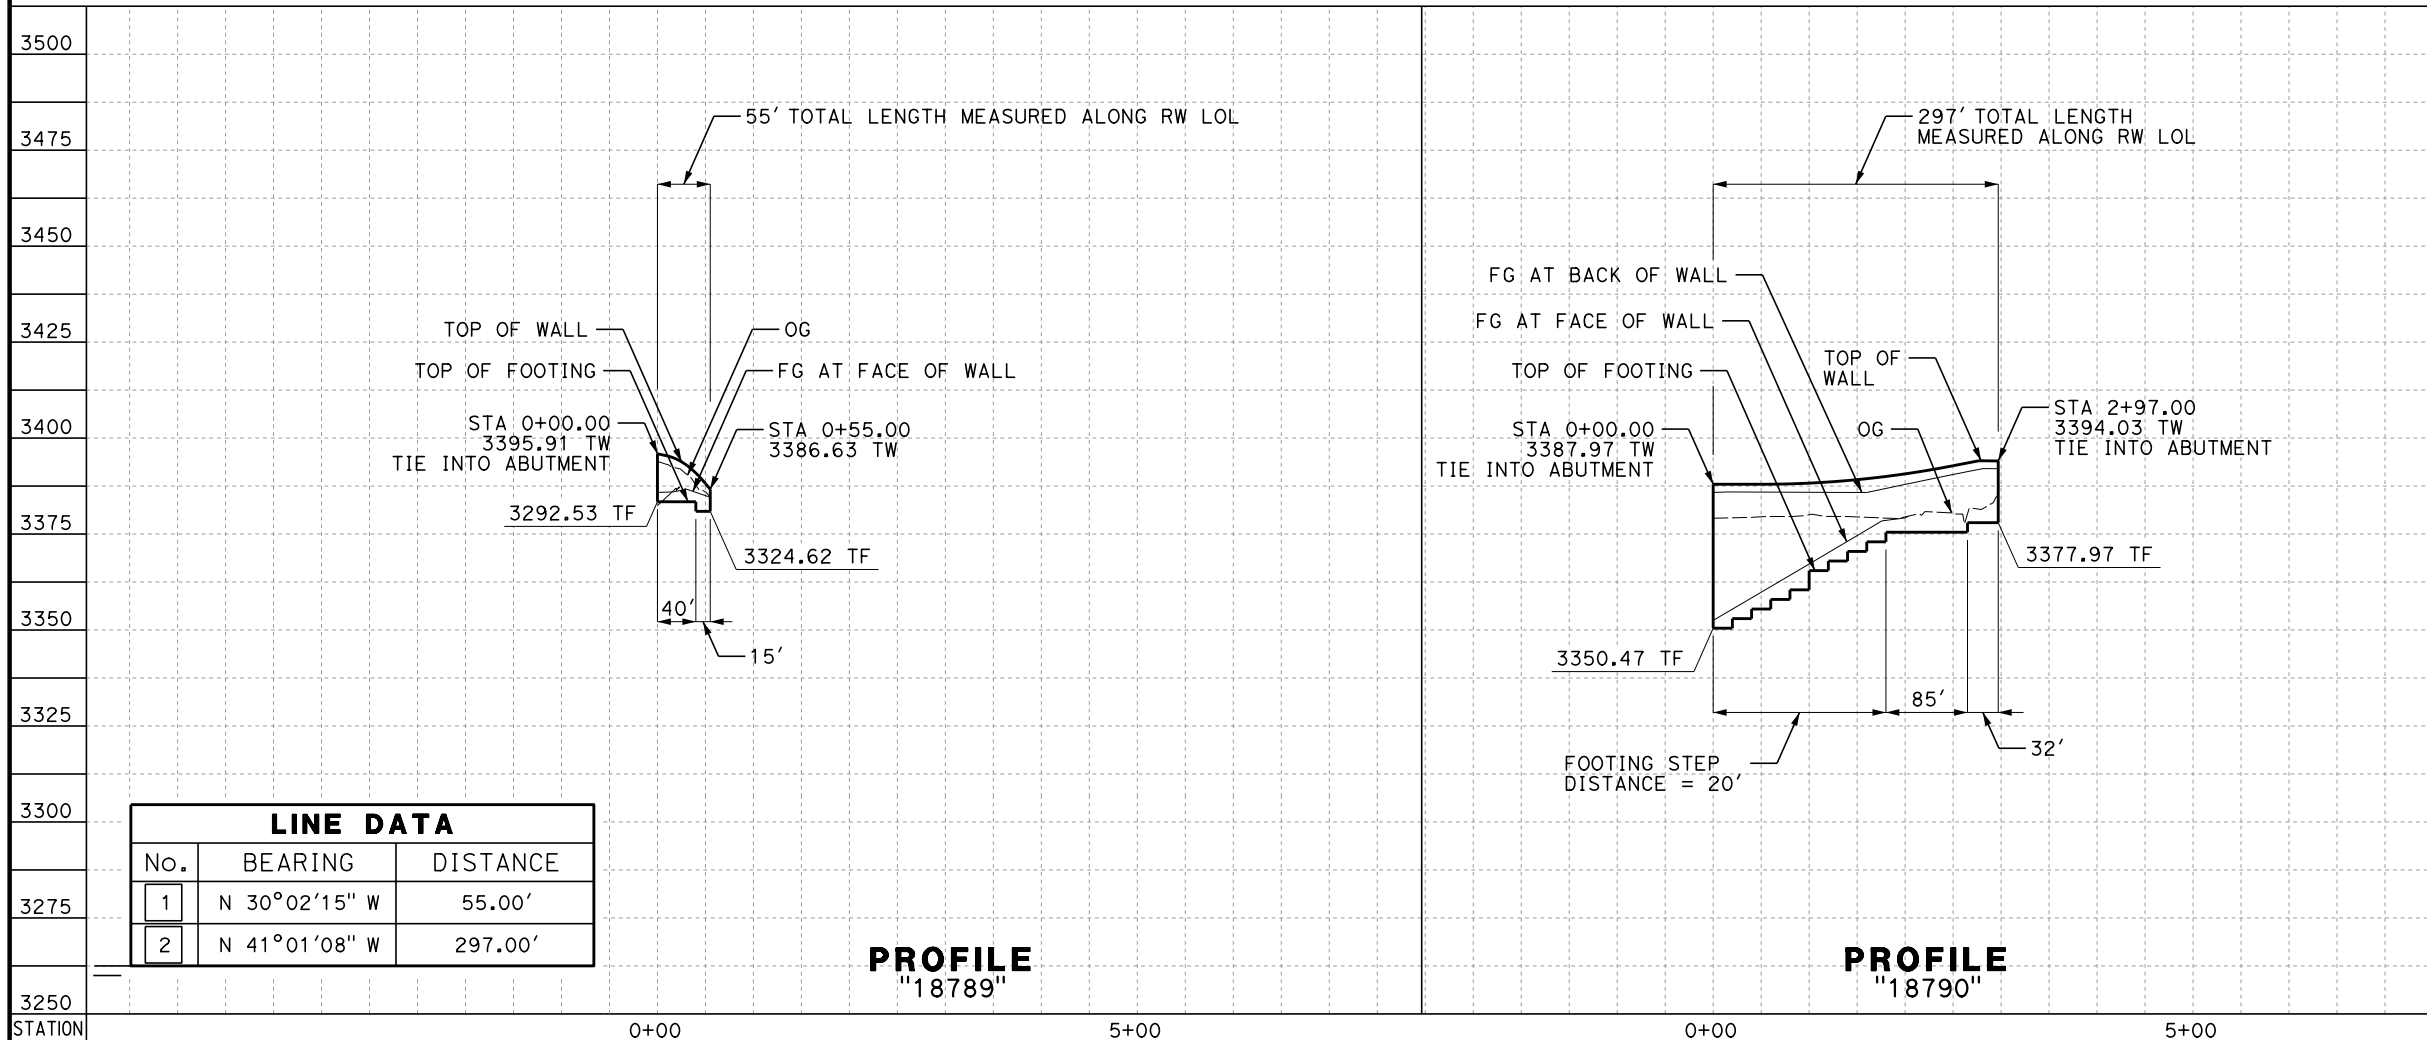 3500
3475
3450
3425
3400
3375
3350
3325
3300
3275
3250
STATION
55' TOTAL LENGTH MEASURED ALONG RW LOL
TOP OF WALL
OG
TOP OF FOOTING
FG AT FACE OF WALL
STA 0+00.00
3395.91 TW
TIE INTO ABUTMENT
STA 0+55.00
3386.63 TW
3292.53 TF
3324.62 TF
40'
15'
LINE DATA
No. BEARING DISTANCE
1 N 30°02'15" W 55.00'
2 N 41°01'08" W 297.00'
PROFILE
"18789"
0+00 5+00
297' TOTAL LENGTH
MEASURED ALONG RW LOL
FG AT BACK OF WALL
FG AT FACE OF WALL
TOP OF FOOTING
TOP OF
WALL
STA 0+00.00
3387.97 TW
TIE INTO ABUTMENT
OG
STA 2+97.00
3394.03 TW
TIE INTO ABUTMENT
3377.97 TF
3350.47 TF
85'
32'
FOOTING STEP
DISTANCE = 20'
PROFILE
"18790"
0+00 5+00